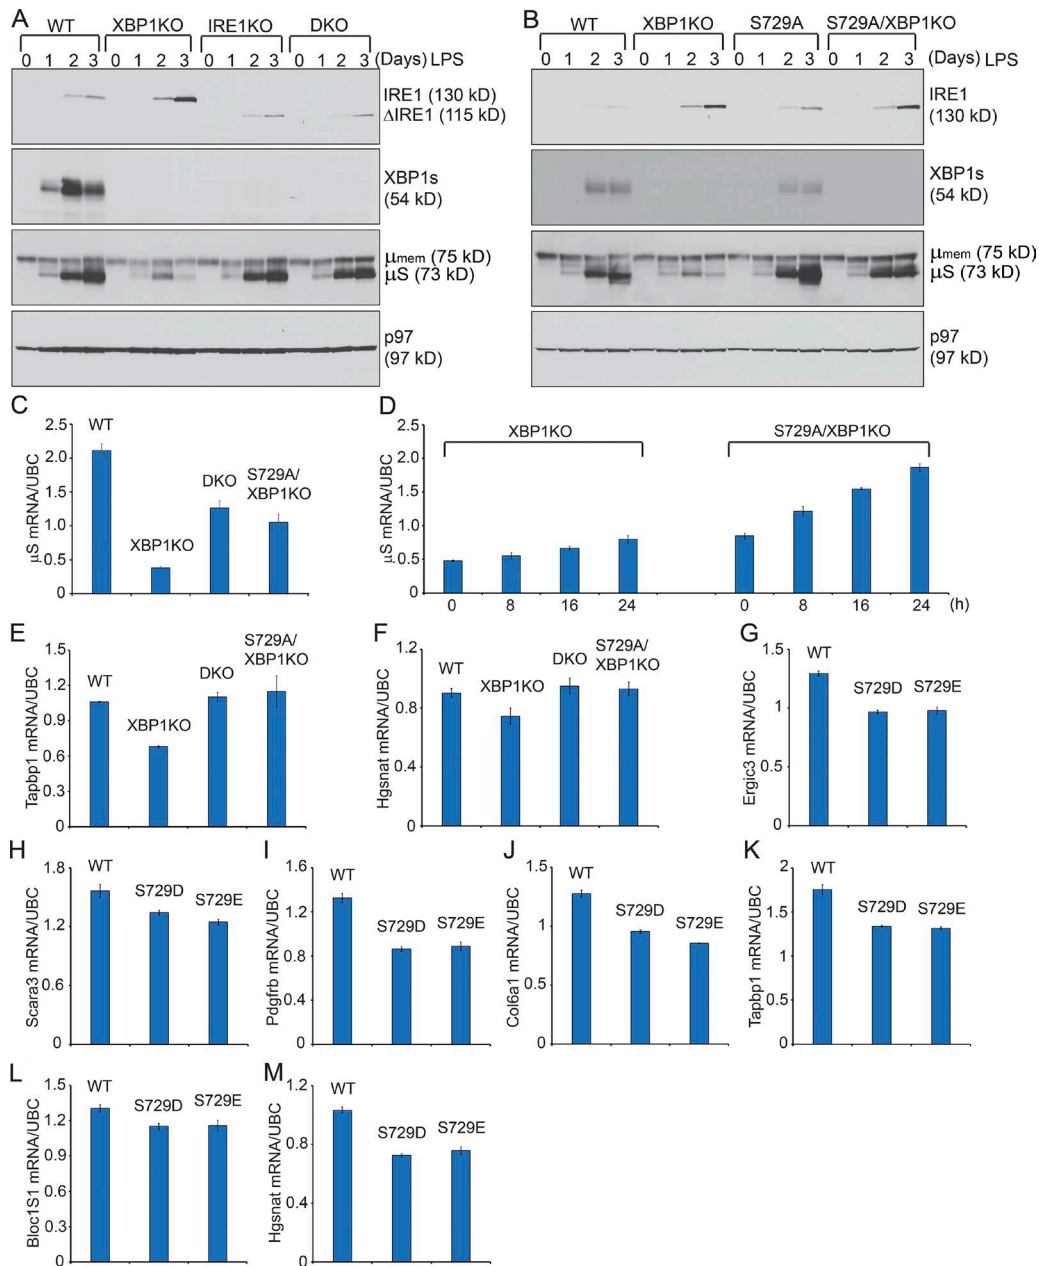 A
WT XBP1KO IRE1KO DKO
0 1 2 3 0 1 2 3 0 1 2 3 0 1 2 3 (Days) LPS
IRE1 (130 kD)
ΔIRE1 (115 kD)
XBP1s
(54 kD)
μmem (75 kD)
μS (73 kD)
p97
(97 kD)
B
WT XBP1KO S729A S729A/XBP1KO
0 1 2 3 0 1 2 3 0 1 2 3 0 1 2 3 (Days) LPS
IRE1
(130 kD)
XBP1s
(54 kD)
μmem (75 kD)
μS (73 kD)
p97
(97 kD)
C
μS mRNA/UBC
2.5
2.0
1.5
1.0
0.5
0
WT
XBP1KO
DKO
S729A/
XBP1KO
D
μS mRNA/UBC
2.5
2.0
1.5
1.0
0.5
0
XBP1KO S729A/XBP1KO
0 8 16 24 0 8 16 24 (h)
E
Tapbp1 mRNA/UBC
1.5
1.2
0.9
0.6
0.3
0
WT
XBP1KO
DKO
S729A/
XBP1KO
F
Hgsnat mRNA/UBC
1.2
0.8
0.4
0
WT
XBP1KO
DKO
S729A/
XBP1KO
G
Ergic3 mRNA/UBC
1.5
1
0.5
0
WT
S729D
S729E
H
Scara3 mRNA/UBC
1.8
1.2
0.6
0
WT
S729D
S729E
I
Pdgfrb mRNA/UBC
1.6
1.2
0.8
0.4
0
WT
S729D
S729E
J
Col6a1 mRNA/UBC
1.5
1
0.5
0
WT
S729D
S729E
K
Tapbp1 mRNA/UBC
2
1.5
1
0.5
0
WT
S729D
S729E
L
Bloc1S1 mRNA/UBC
1.5
1.2
0.9
0.6
0.3
0
WT
S729D
S729E
M
Hgsnat mRNA/UBC
1.2
0.8
0.4
0
WT
S729D
S729E